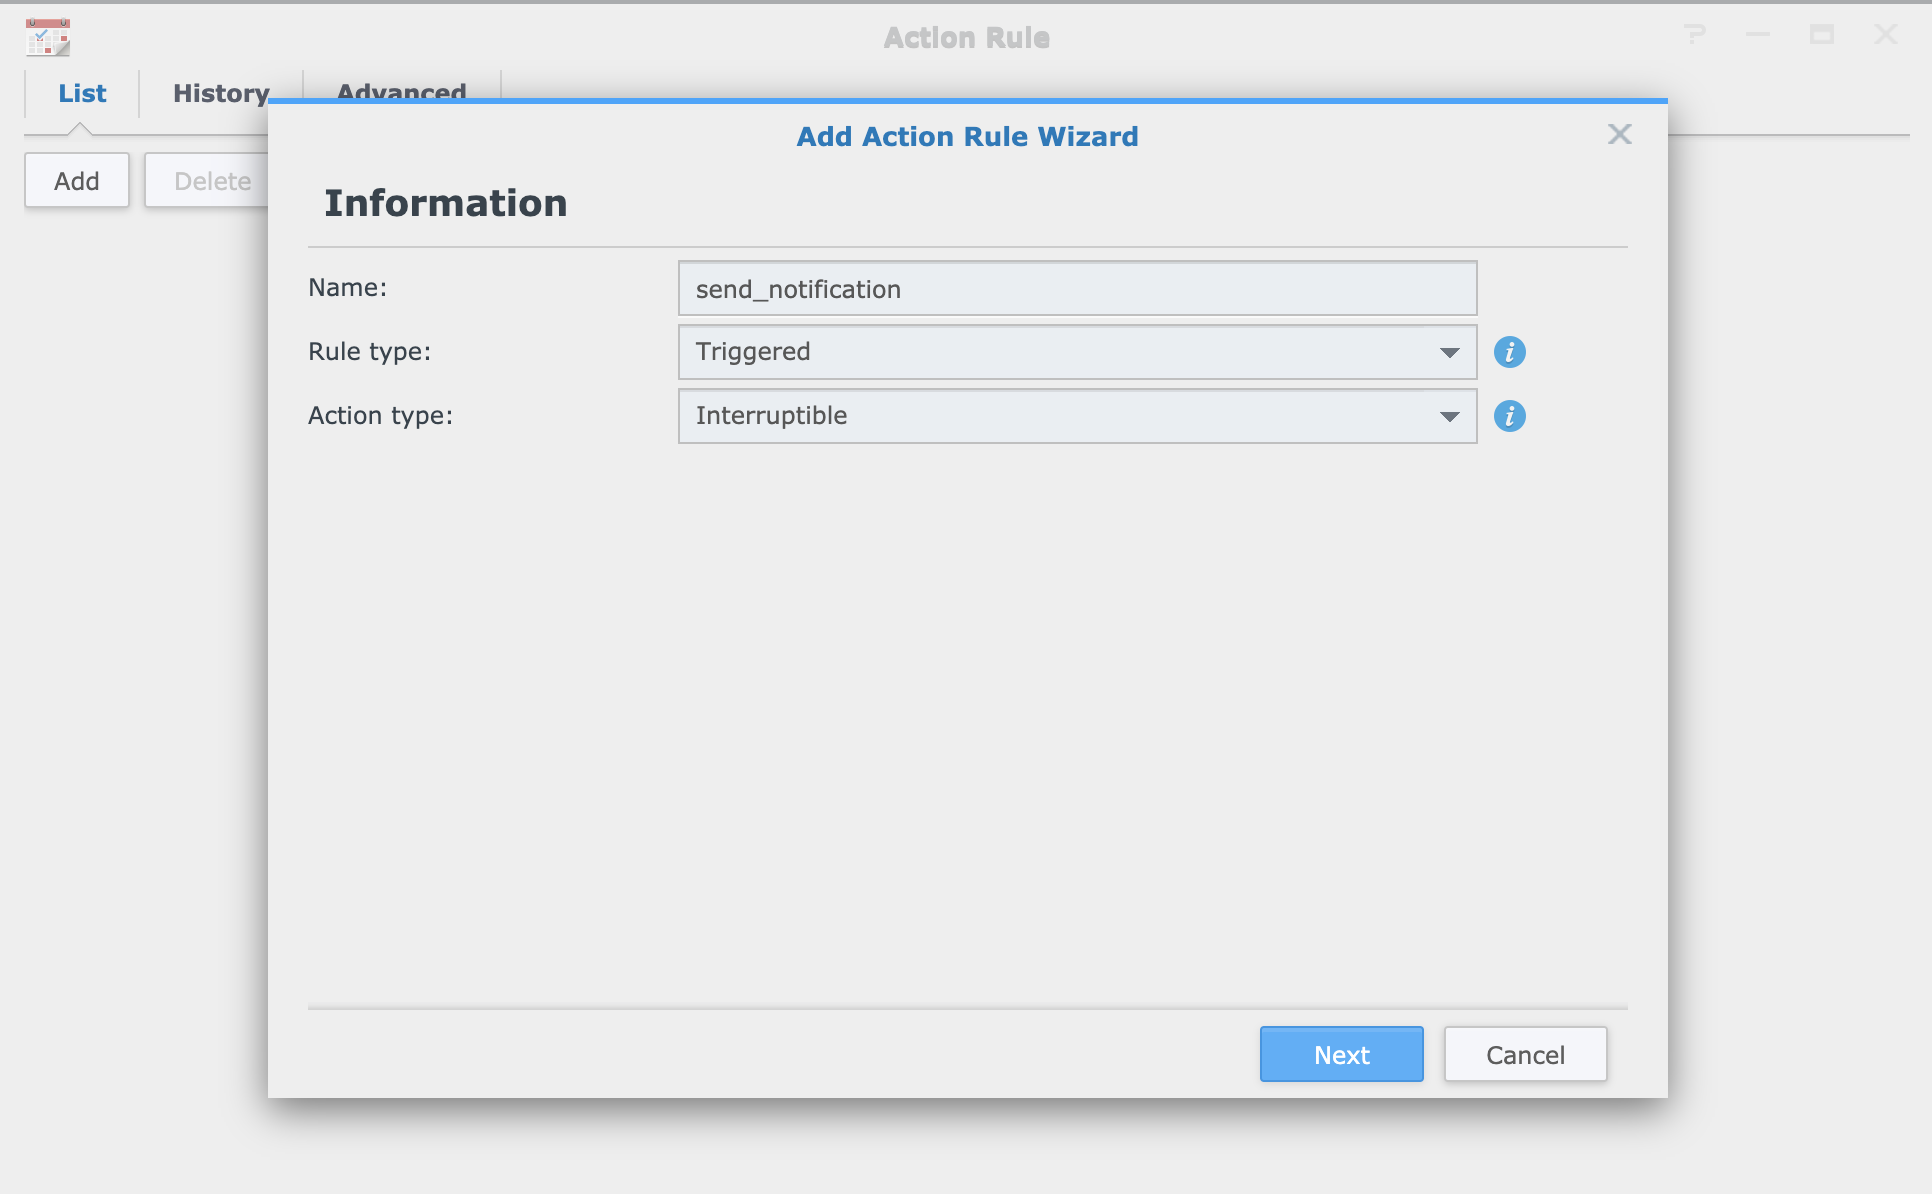 Action Rule
List History Advanced
Add Delete
Add Action Rule Wizard
Information
Name: send_notification
Rule type: Triggered
Action type: Interruptible
Next Cancel